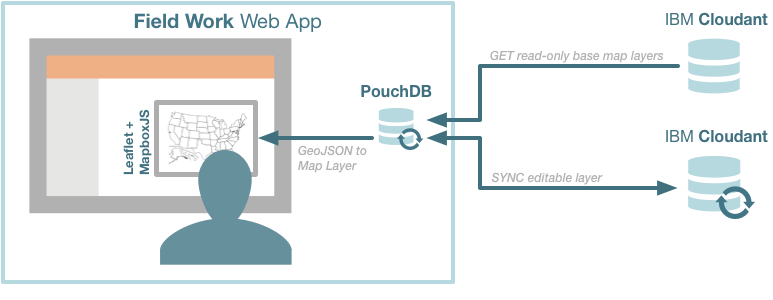 Field Work Web App
Leaflet +
MapboxJS
PouchDB
GeoJSON to
Map Layer
GET read-only base map layers
IBM Cloudant
SYNC editable layer
IBM Cloudant